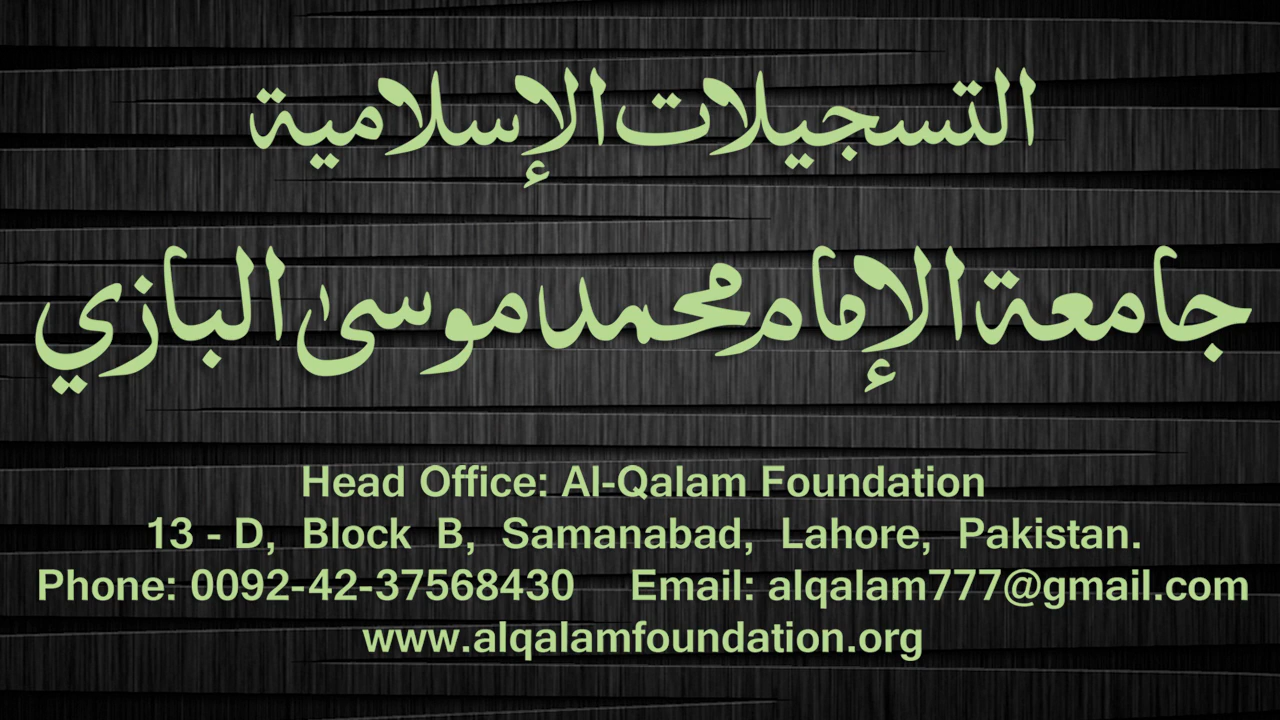 التسجيلات الإسلامية
جامعة الإمام محمد موسیٰ البازي
Head Office: Al-Qalam Foundation
13 - D, Block B, Samanabad, Lahore, Pakistan.
Phone: 0092-42-37568430 Email: alqalam777@gmail.com
www.alqalamfoundation.org